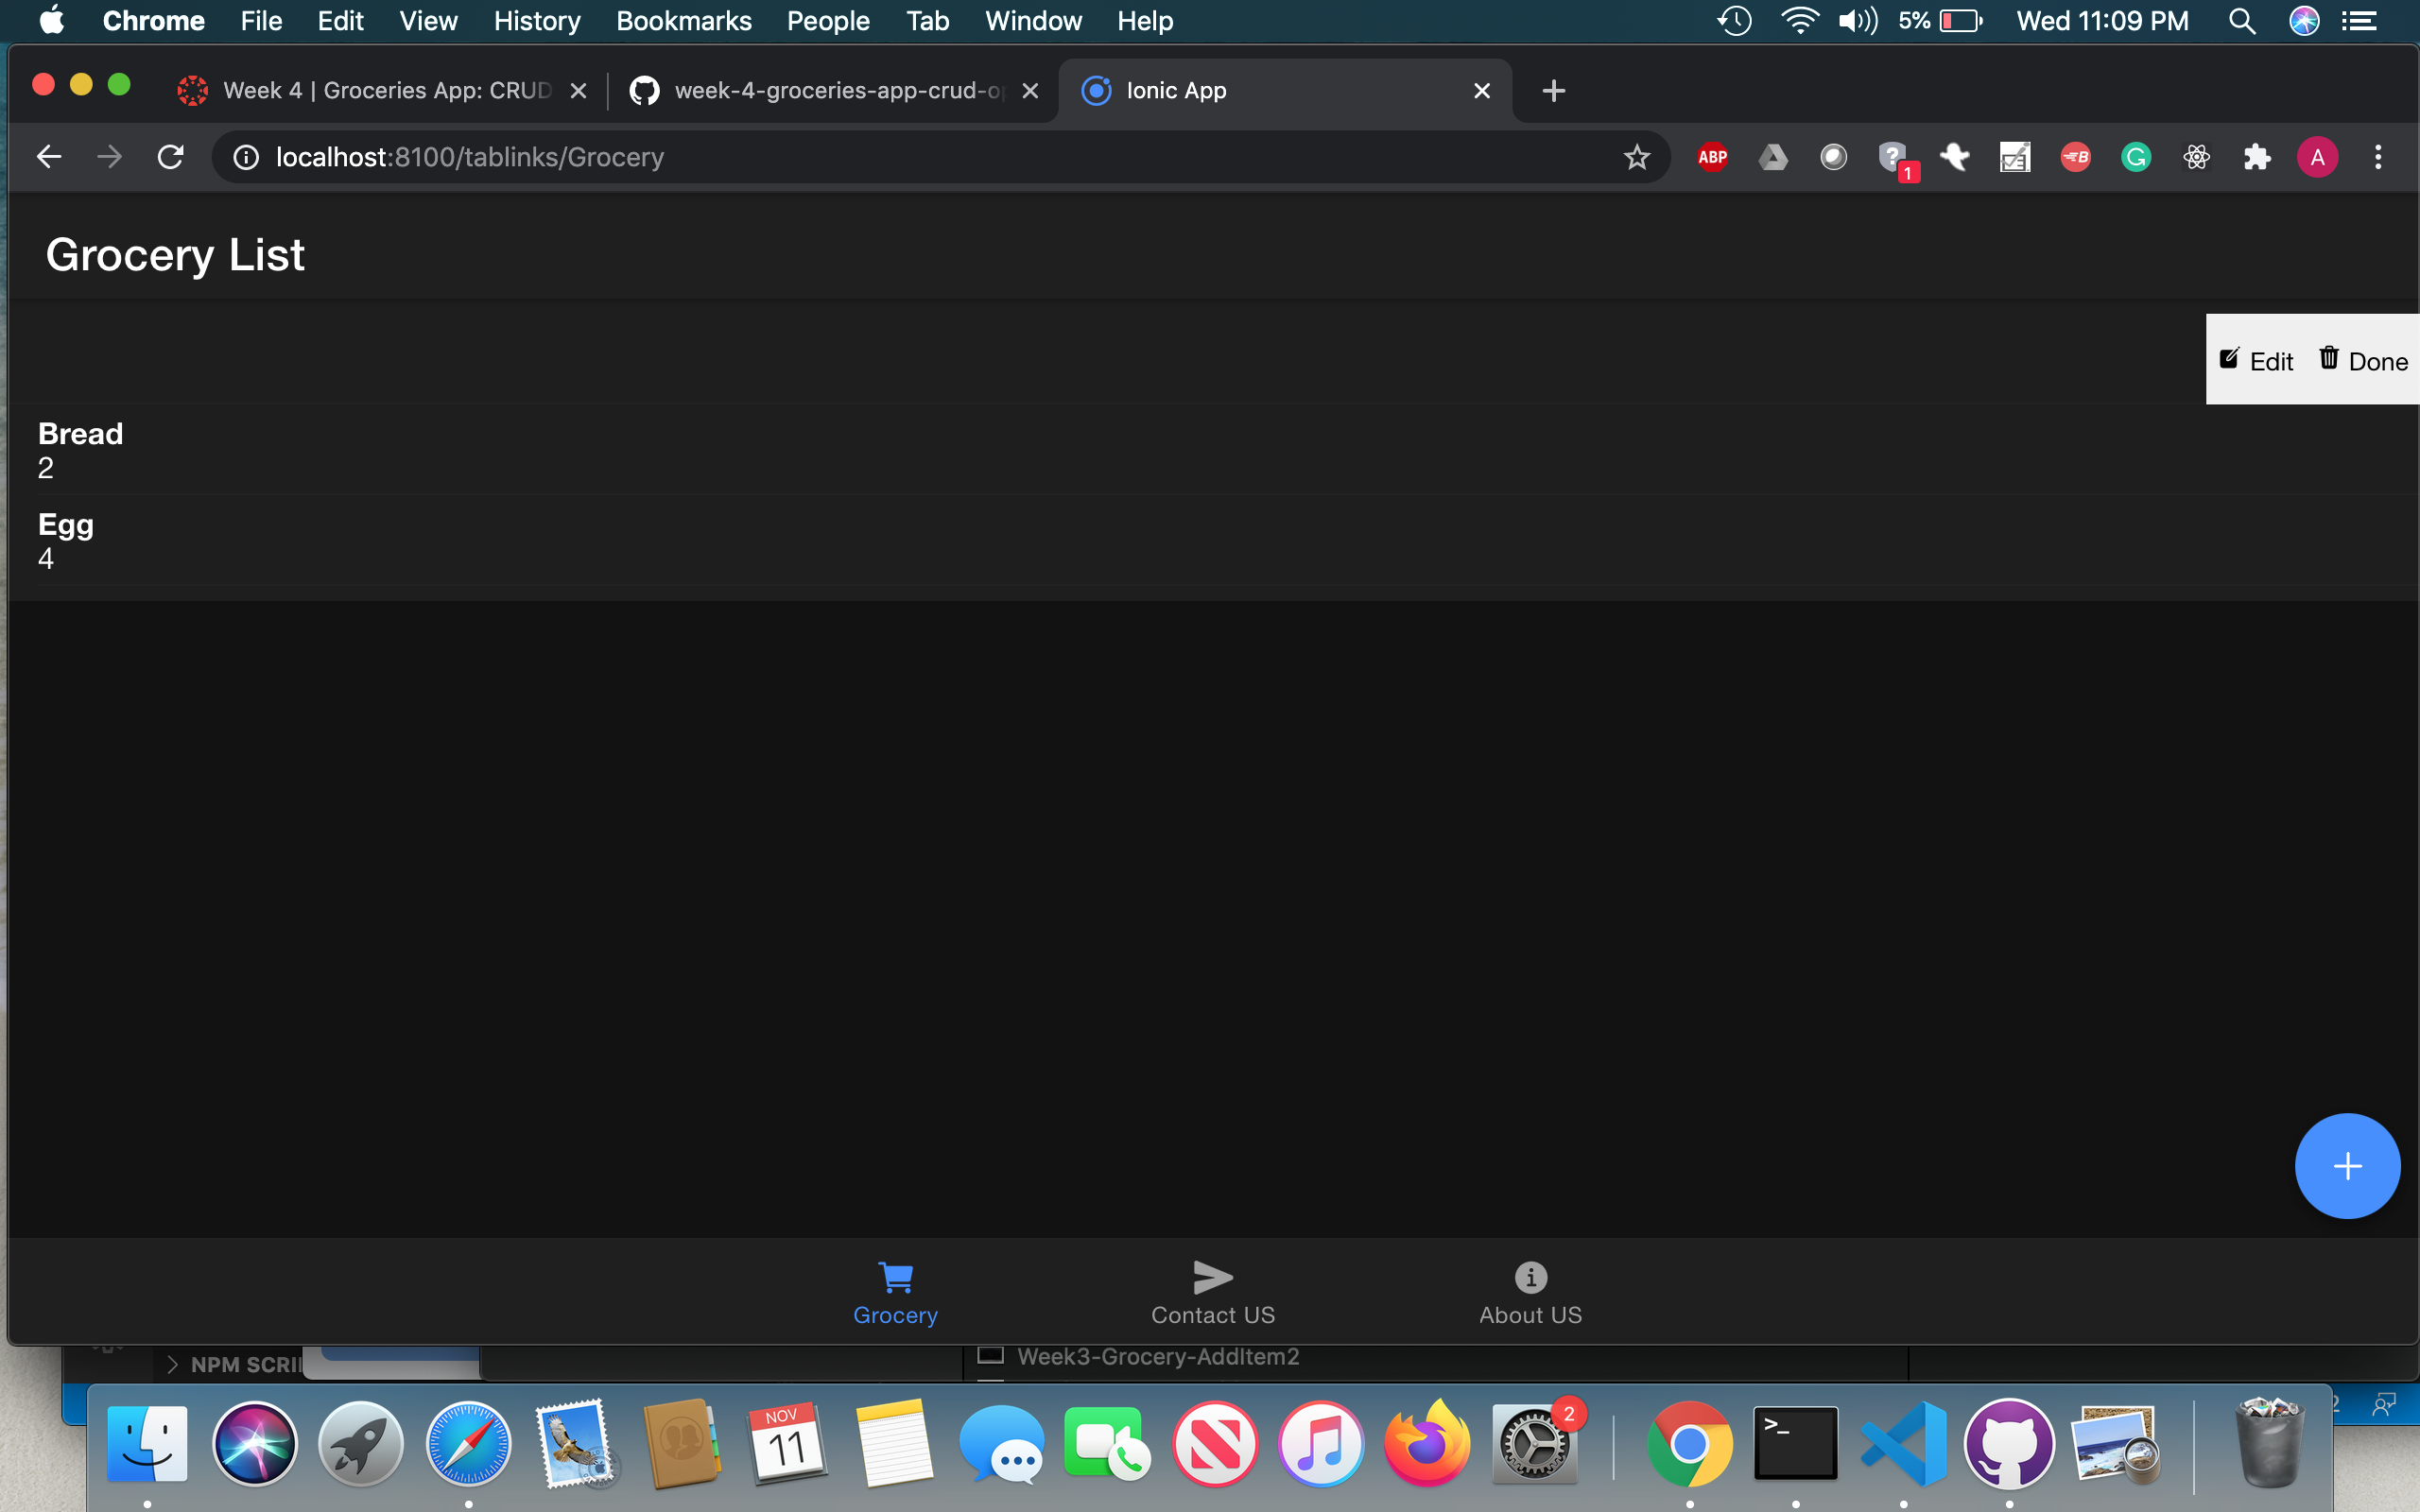 Chrome File Edit View History Bookmarks People Tab Window Help 5% Wed 11:09 PM
Week 4 | Groceries App: CRUD week-4-groceries-app-crud-o Ionic App
localhost:8100/tablinks/Grocery ABP 1 B G A
Grocery List
Edit Done
Bread
2
Egg
4
Grocery Contact US About US
NPM SCRI Week3-Grocery-AddItem2
NOV 2
11